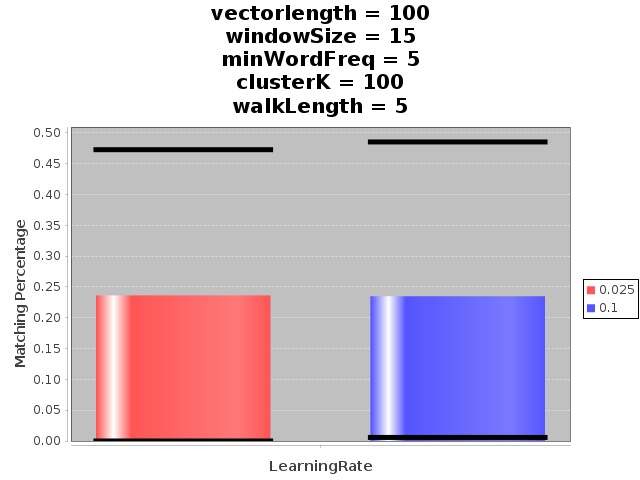 vectorlength = 100
windowSize = 15
minWordFreq = 5
clusterK = 100
walkLength = 5
0.50
0.45
0.40
0.35
0.30
0.25
0.20
0.15
0.10
0.05
0.00
Matching Percentage
LearningRate
0.025
0.1